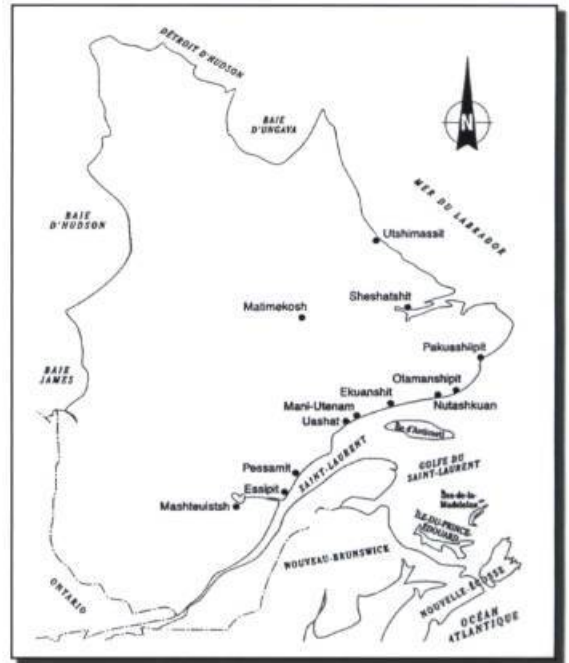 DÉTROIT D'HUDSON
BAIE
D'UNGAVA
N
MER DU LABRADOR
BAIE
D'HUDSON
Utshimassit
Sheshatshit
Matimekosh
Pakuashiipit
BAIE
JAMES
Olamanshipit
Ekuanshit
Nutashkuan
Mani-Utenam
Uashat
Île d'Anticosti
SAINT-LAURENT
GOLFE DU
SAINT-LAURENT
Pessamit
Essipit
Mashteuiatsh
Îles-de-la-
Madeleine
ÎLE-DU-PRINCE-
ÉDOUARD
NOUVEAU-BRUNSWICK
NOUVELLE-ÉCOSSE
ONTARIO
OCÉAN
ATLANTIQUE